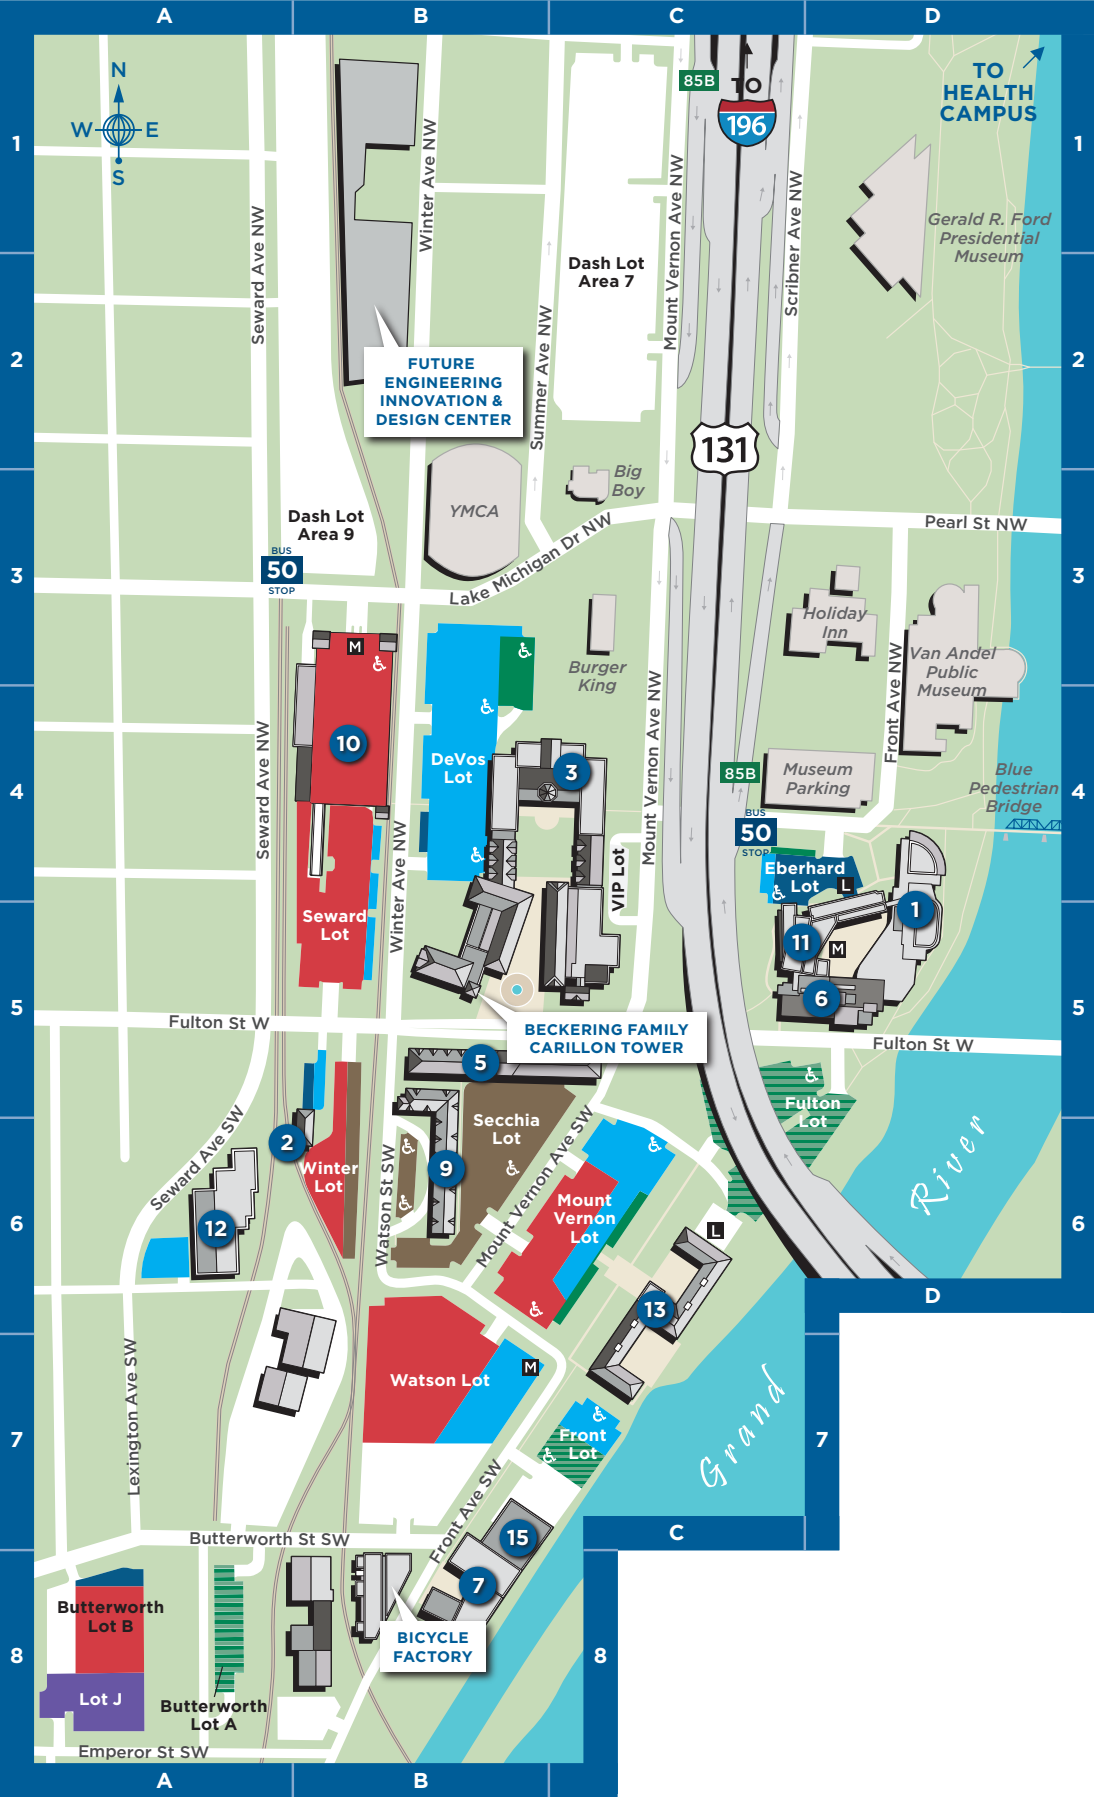 A
B
C
D
1
2
3
4
5
6
7
8
1
2
3
4
5
6
7
8
D
C
A
B
N
W
E
S
85B
TO
196
TO
HEALTH
CAMPUS
Gerald R. Ford
Presidential
Museum
Seward Ave NW
Winter Ave NW
Summer Ave NW
Mount Vernon Ave NW
Scribner Ave NW
Dash Lot
Area 7
FUTURE
ENGINEERING
INNOVATION &
DESIGN CENTER
131
Big
Boy
YMCA
Dash Lot
Area 9
BUS
50
STOP
Lake Michigan Dr NW
Pearl St NW
Holiday
Inn
Van Andel
Public
Museum
Front Ave NW
Burger
King
M
10
DeVos
Lot
3
Mount Vernon Ave NW
85B
Museum
Parking
Blue
Pedestrian
Bridge
BUS
50
STOP
Seward Ave NW
Winter Ave NW
VIP Lot
Eberhard
Lot
L
1
11
M
6
Seward
Lot
Fulton St W
BECKERING FAMILY
CARILLON TOWER
Fulton St W
5
Secchia
Lot
Fulton
Lot
Seward Ave SW
2
Winter
Lot
Watson St SW
9
Mount Vernon Ave SW
Mount
Vernon
Lot
12
L
13
River
Grand
Lexington Ave SW
Watson Lot
M
Front
Lot
Front Ave SW
Butterworth St SW
15
7
BICYCLE
FACTORY
Butterworth
Lot B
Lot J
Butterworth
Lot A
Emperor St SW